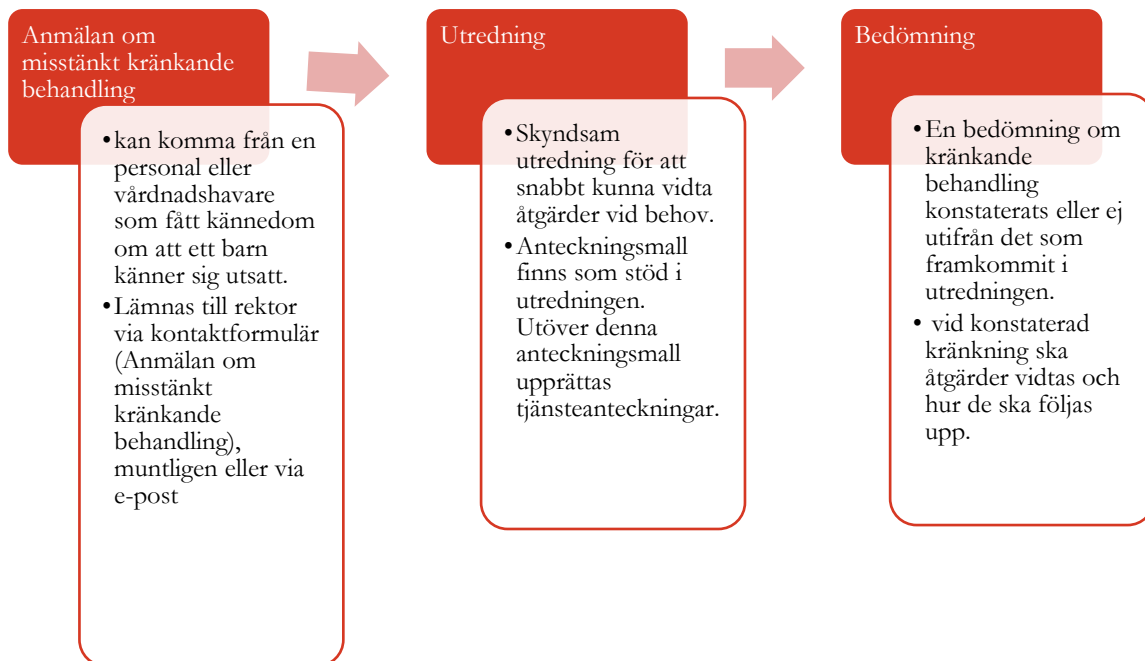 Anmälan om
misstänkt kränkande
behandling
•kan komma från en
personal eller
vårdnadshavare
som fått kännedom
om att ett barn
känner sig utsatt.
•Lämnas till rektor
via kontaktformulär
(Anmälan om
misstänkt
kränkande
behandling),
muntligen eller via
e-post
Utredning
•Skyndsam
utredning för att
snabbt kunna vidta
åtgärder vid behov.
•Anteckningsmall
finns som stöd i
utredningen.
Utöver denna
anteckningsmall
upprättas
tjänsteanteckningar.
Bedömning
•En bedömning om
kränkande
behandling
konstaterats eller ej
utifrån det som
framkommit i
utredningen.
• vid konstaterad
kränkning ska
åtgärder vidtas och
hur de ska följas
upp.